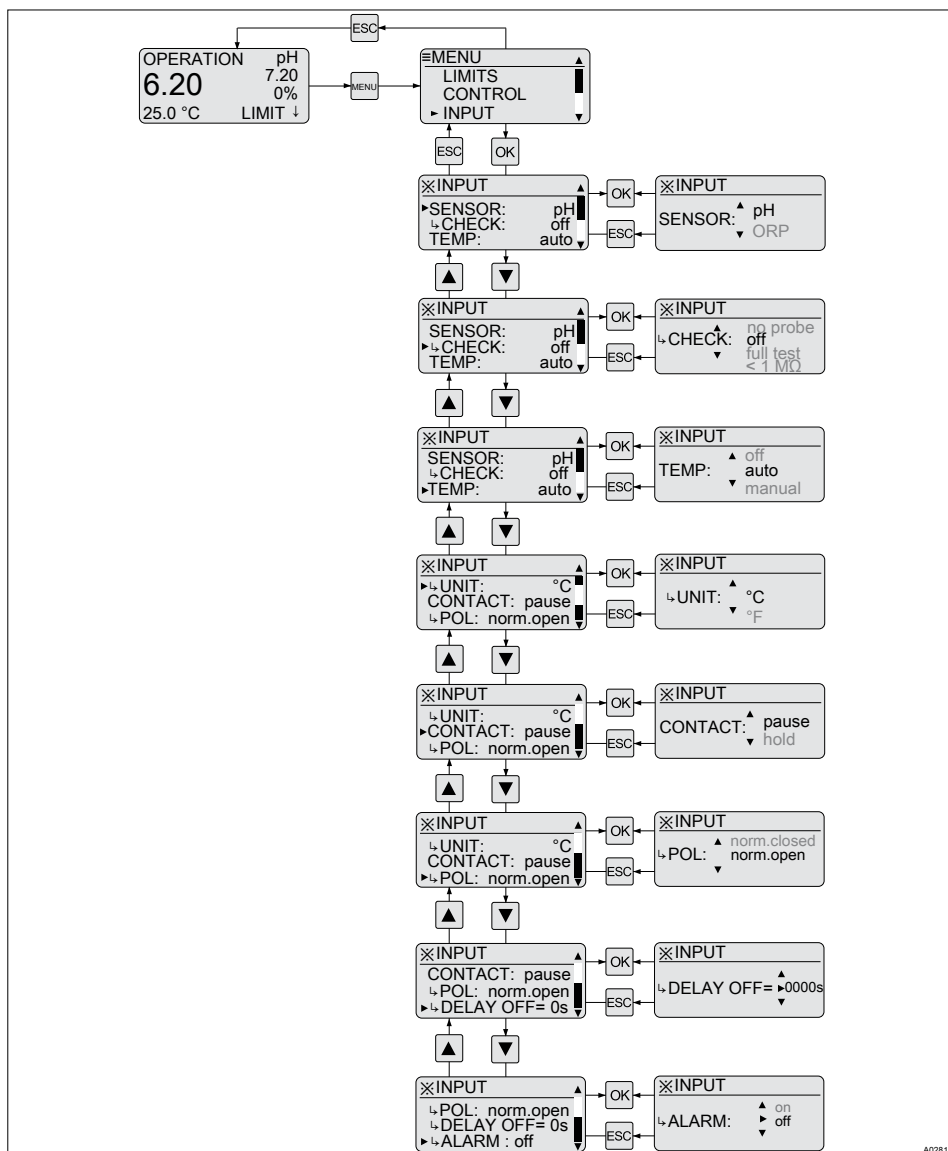 ESC
OPERATION pH
6.20 7.20
0%
25.0 °C LIMIT ↓
MENU
≡MENU ▲
LIMITS
CONTROL
► INPUT ▼
ESC OK
※INPUT ▲
►SENSOR: pH
↳CHECK: off
TEMP: auto ▼
OK
ESC
※INPUT
SENSOR: ▲ pH
▼ ORP
▲ ▼
※INPUT ▲
SENSOR: pH
►↳CHECK: off
TEMP: auto ▼
OK
ESC
※INPUT
▲ no probe
↳CHECK: off
▼ full test
< 1 MΩ
▲ ▼
※INPUT ▲
SENSOR: pH
↳CHECK: off
►TEMP: auto ▼
OK
ESC
※INPUT
▲ off
TEMP: auto
▼ manual
▲ ▼
※INPUT ▲
►↳UNIT: °C
CONTACT: pause
↳POL: norm.open ▼
OK
ESC
※INPUT
▲
↳UNIT: °C
▼ °F
▲ ▼
※INPUT ▲
↳UNIT: °C
►CONTACT: pause
↳POL: norm.open ▼
OK
ESC
※INPUT
CONTACT: ▲ pause
▼ hold
▲ ▼
※INPUT ▲
↳UNIT: °C
CONTACT: pause
►↳POL: norm.open ▼
OK
ESC
※INPUT
▲ norm.closed
↳POL: norm.open
▼
▲ ▼
※INPUT ▲
CONTACT: pause
↳POL: norm.open
►↳DELAY OFF= 0s ▼
OK
ESC
※INPUT
▲
↳DELAY OFF= ►0000s
▼
▲ ▼
※INPUT ▲
↳POL: norm.open
↳DELAY OFF= 0s
►↳ALARM : off ▼
OK
ESC
※INPUT
▲ on
↳ALARM: ► off
▼
A0281